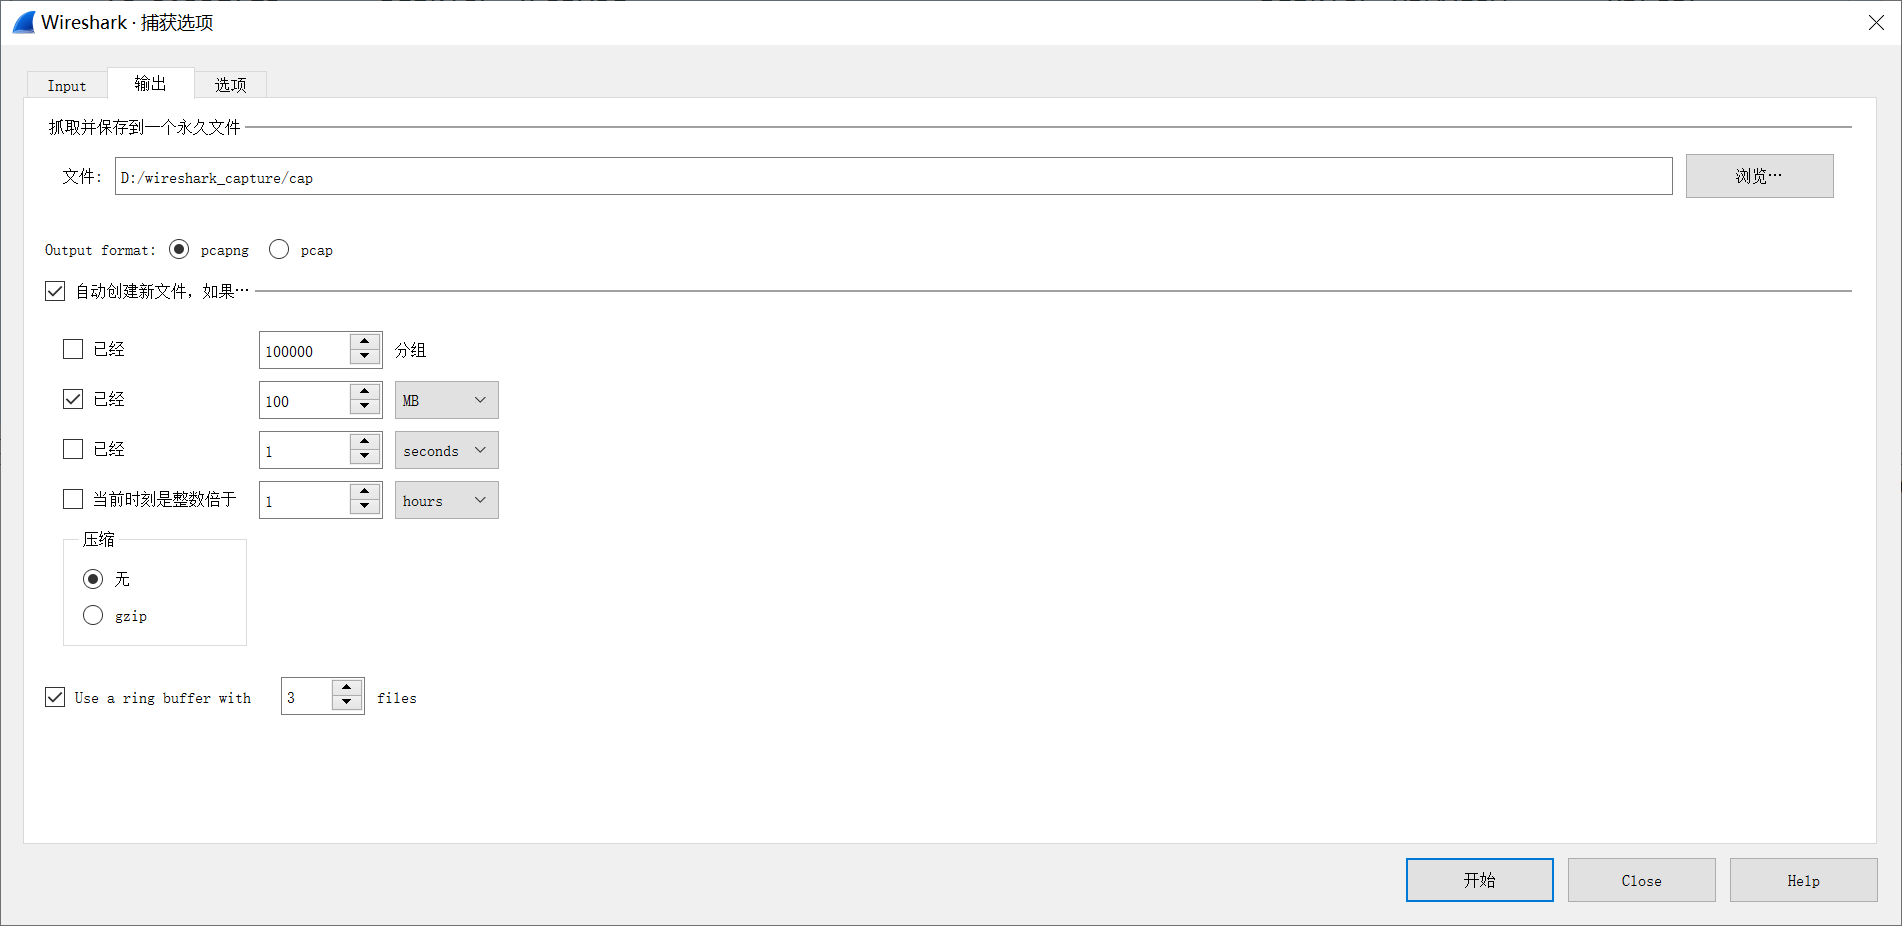 Wireshark · 捕获选项
Input 输出 选项
抓取并保存到一个永久文件
文件: D:/wireshark_capture/cap 浏览…
Output format: pcapng pcap
自动创建新文件，如果…
已经 100000 分组
已经 100 MB
已经 1 seconds
当前时刻是整数倍于 1 hours
压缩
无
gzip
Use a ring buffer with 3 files
开始 Close Help